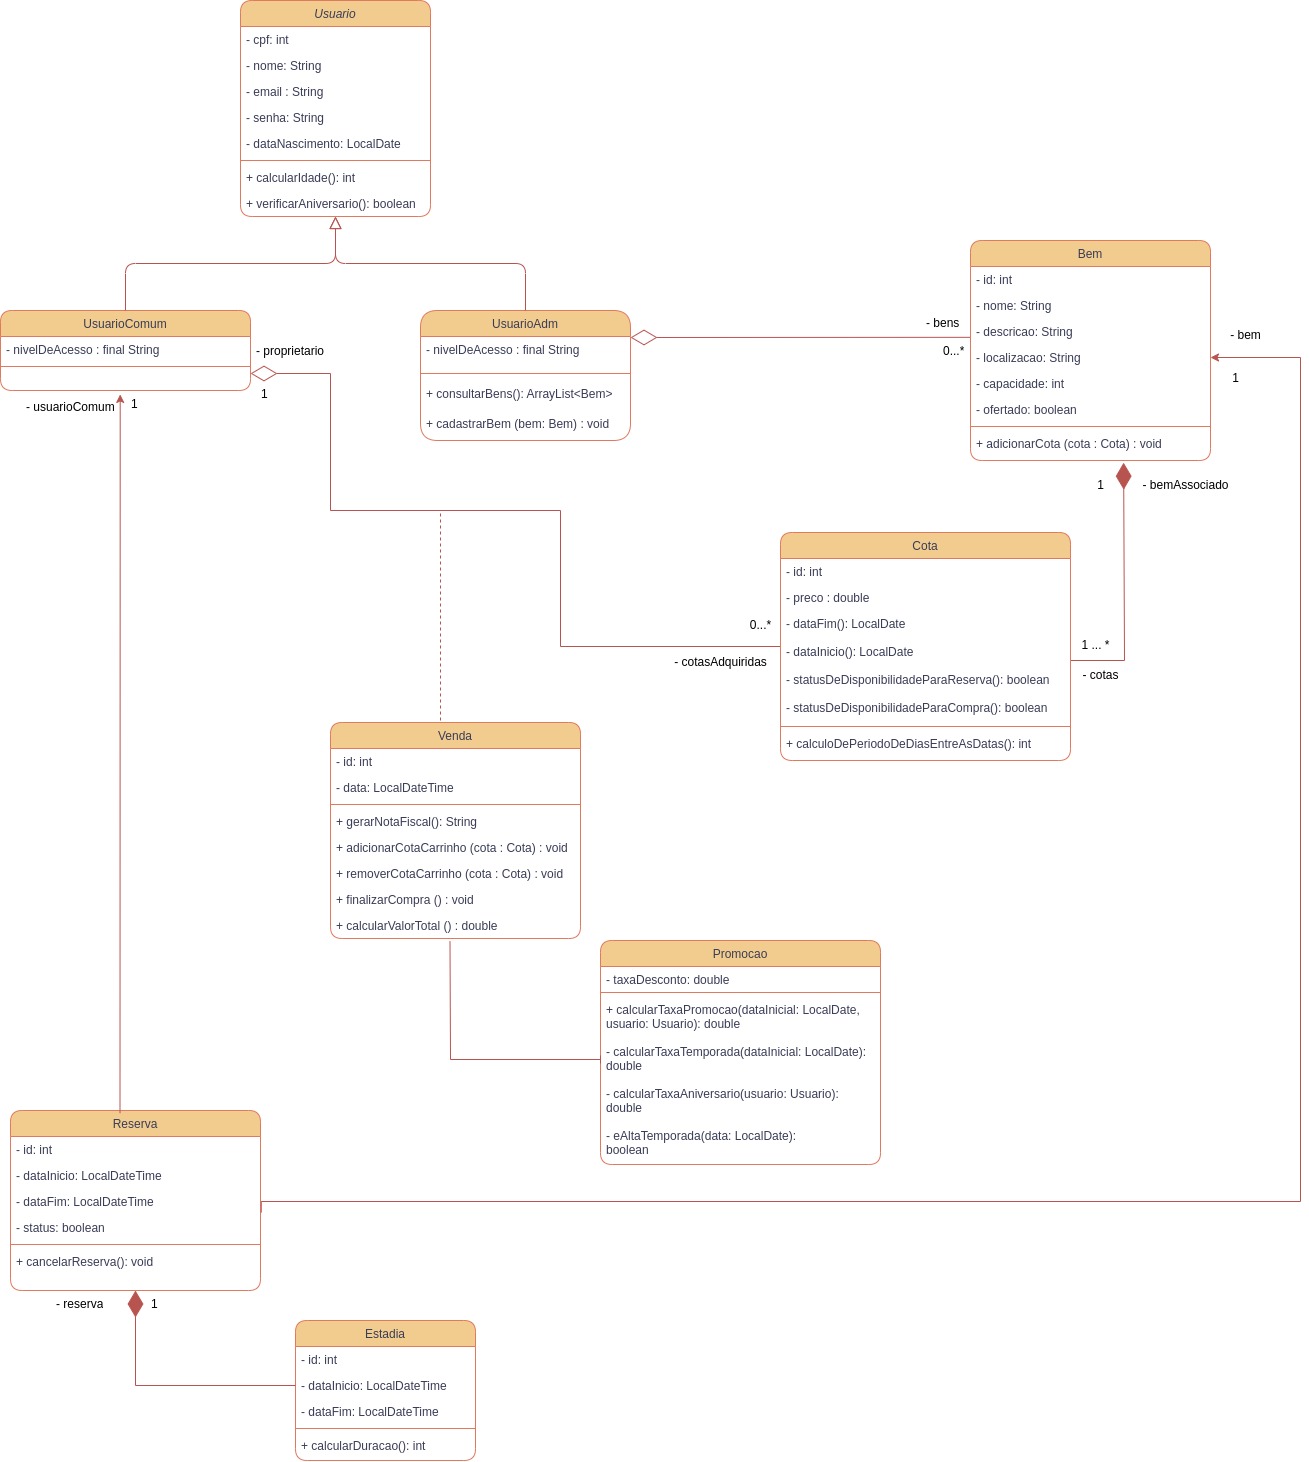 Usuario
- cpf: int
- nome: String
- email : String
- senha: String
- dataNascimento: LocalDate
+ calcularIdade(): int
+ verificarAniversario(): boolean
UsuarioComum
- nivelDeAcesso : final String
- proprietario
1
- usuarioComum
1
UsuarioAdm
- nivelDeAcesso : final String
+ consultarBens(): ArrayList<Bem>
+ cadastrarBem (bem: Bem) : void
- bens
0...*
Bem
- id: int
- nome: String
- descricao: String
- localizacao: String
- capacidade: int
- ofertado: boolean
+ adicionarCota (cota : Cota) : void
- bem
1
1
- bemAssociado
Cota
- id: int
- preco : double
- dataFim(): LocalDate
- dataInicio(): LocalDate
- statusDeDisponibilidadeParaReserva(): boolean
- statusDeDisponibilidadeParaCompra(): boolean
+ calculoDePeriodoDeDiasEntreAsDatas(): int
0...*
- cotasAdquiridas
1 ... *
- cotas
Venda
- id: int
- data: LocalDateTime
+ gerarNotaFiscal(): String
+ adicionarCotaCarrinho (cota : Cota) : void
+ removerCotaCarrinho (cota : Cota) : void
+ finalizarCompra () : void
+ calcularValorTotal () : double
Promocao
- taxaDesconto: double
+ calcularTaxaPromocao(dataInicial: LocalDate,
usuario: Usuario): double
- calcularTaxaTemporada(dataInicial: LocalDate):
double
- calcularTaxaAniversario(usuario: Usuario):
double
- eAltaTemporada(data: LocalDate):
boolean
Reserva
- id: int
- dataInicio: LocalDateTime
- dataFim: LocalDateTime
- status: boolean
+ cancelarReserva(): void
- reserva
1
Estadia
- id: int
- dataInicio: LocalDateTime
- dataFim: LocalDateTime
+ calcularDuracao(): int